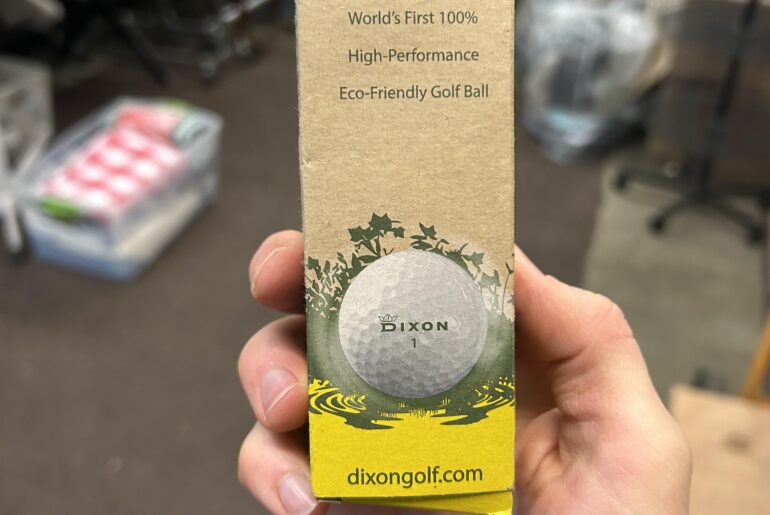 World's First 100%
High-Performance
Eco-Friendly Golf Ball
DIXON
1
dixongolf.com